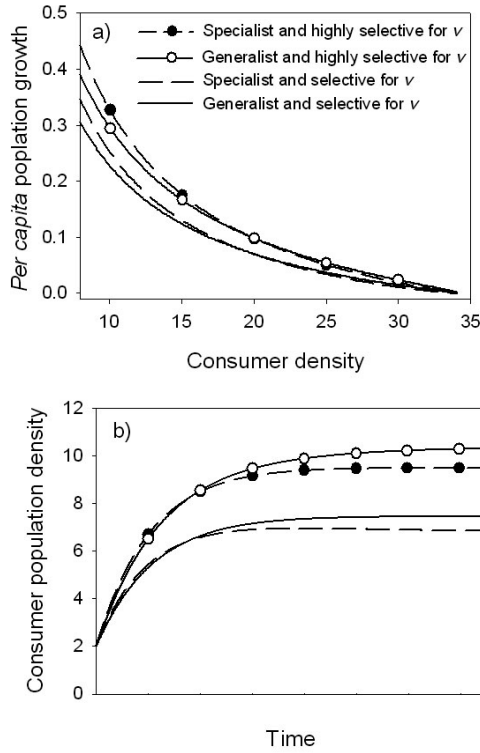 a)
Specialist and highly selective for v
Generalist and highly selective for v
Specialist and selective for v
Generalist and selective for v
Per capita poplation growth
0.5
0.4
0.3
0.2
0.1
0.0
10 15 20 25 30 35
Consumer density
b)
Consumer population density
12
10
8
6
4
2
0
Time